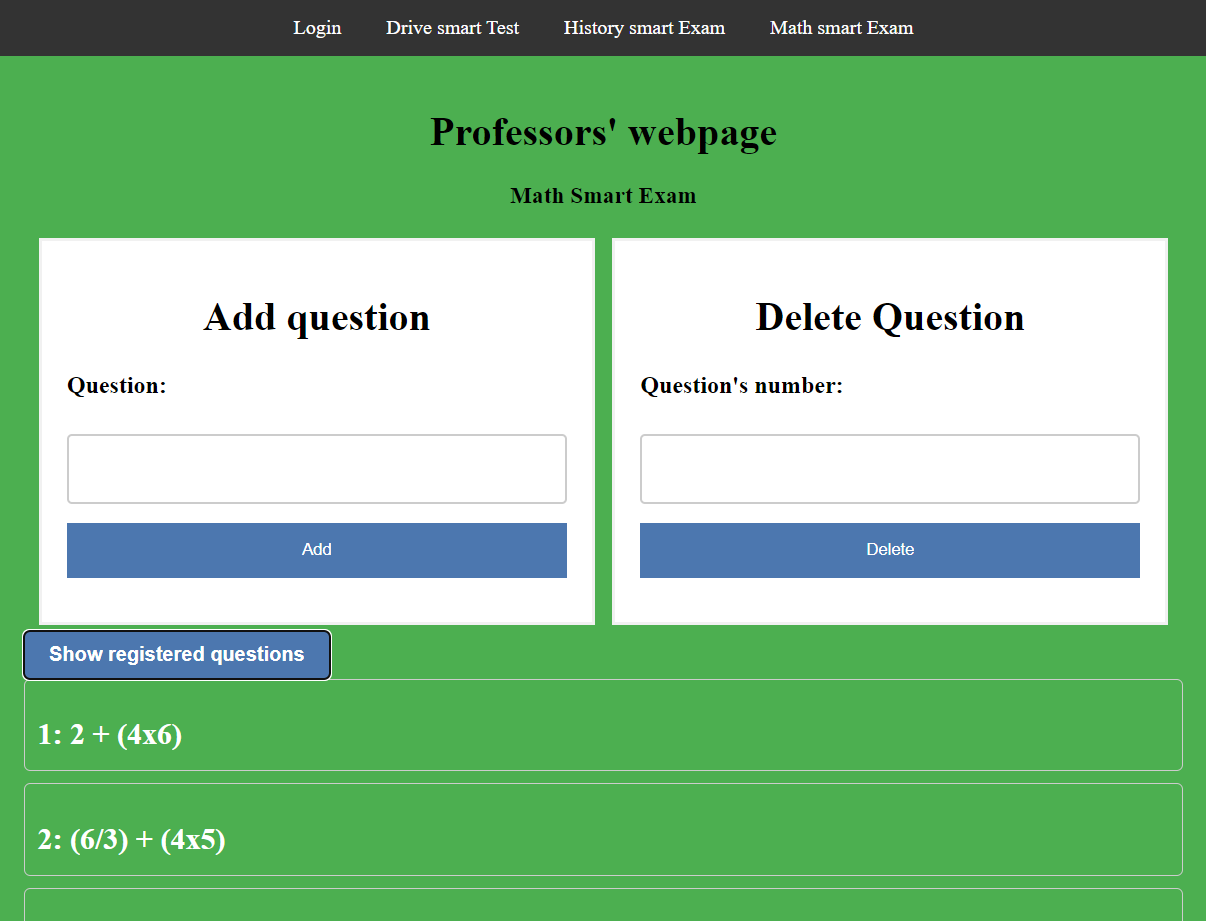 Login Drive smart Test History smart Exam Math smart Exam
Professors' webpage
Math Smart Exam
Add question
Question:
Add
Delete Question
Question's number:
Delete
Show registered questions
1: 2 + (4x6)
2: (6/3) + (4x5)